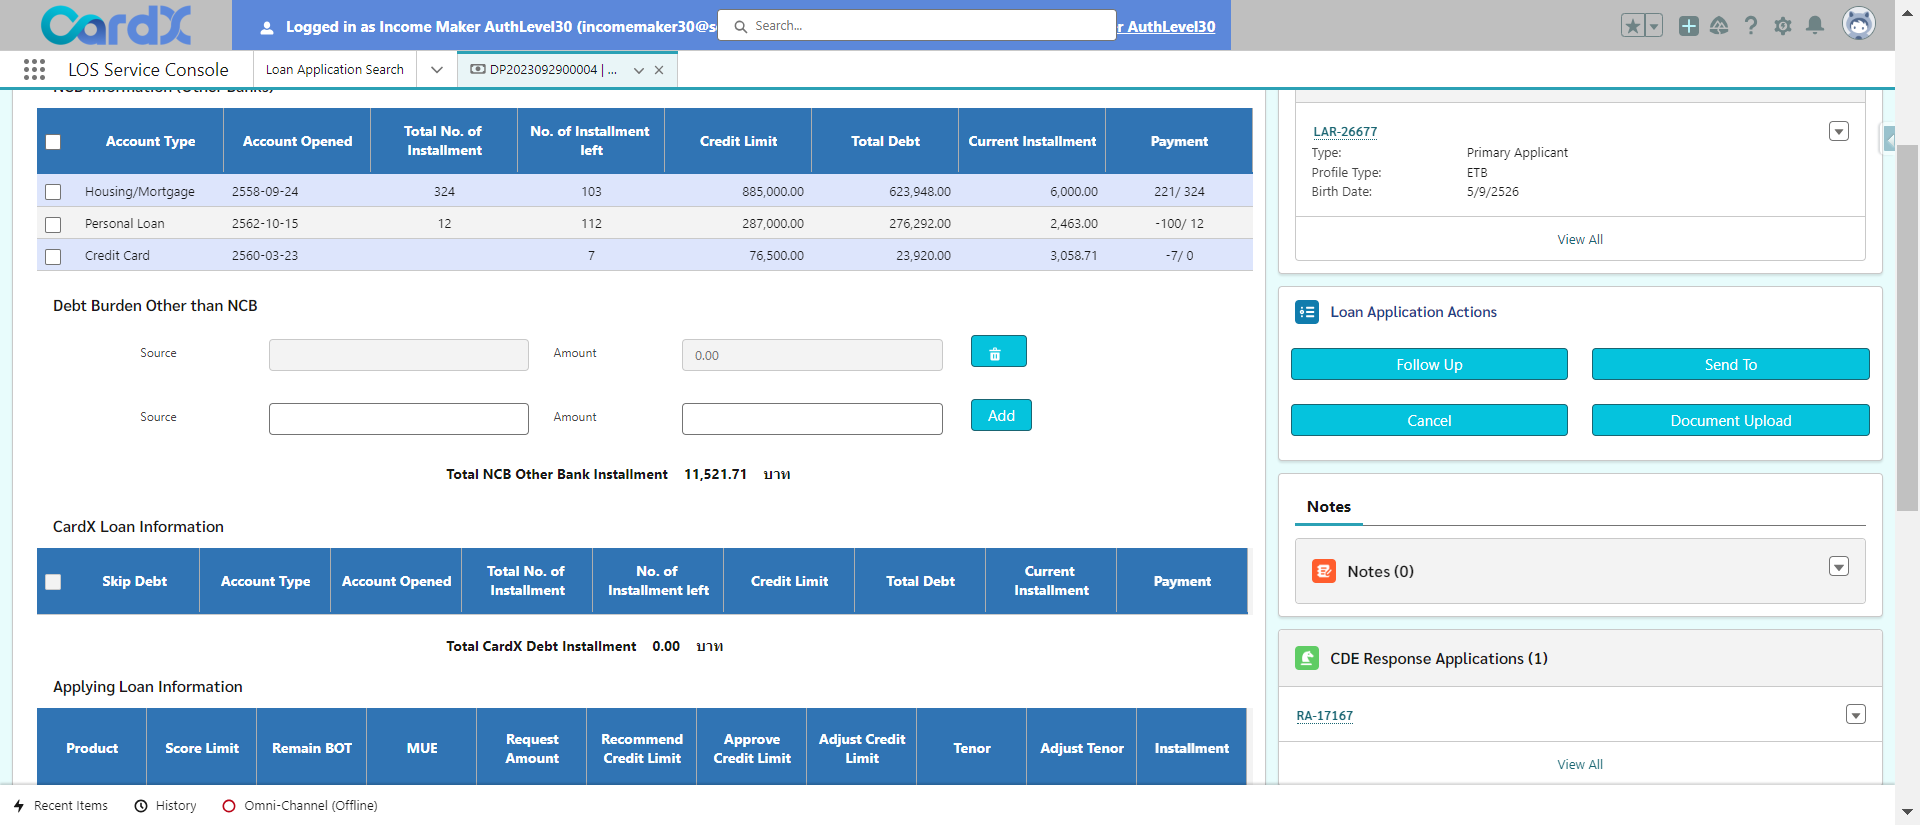 CardX
Logged in as Income Maker AuthLevel30 (incomemaker30@s
Search...
r AuthLevel30
LOS Service Console
Loan Application Search
DP2023092900004 | ...
NCB Information (Other Banks)
Account Type
Account Opened
Total No. of Installment
No. of Installment left
Credit Limit
Total Debt
Current Installment
Payment
Housing/Mortgage 2558-09-24 324 103 885,000.00 623,948.00 6,000.00 221/ 324
Personal Loan 2562-10-15 12 112 287,000.00 276,292.00 2,463.00 -100/ 12
Credit Card 2560-03-23 7 76,500.00 23,920.00 3,058.71 -7/ 0
Debt Burden Other than NCB
Source Amount 0.00
Source Amount Add
Total NCB Other Bank Installment 11,521.71 บาท
CardX Loan Information
Skip Debt
Account Type
Account Opened
Total No. of Installment
No. of Installment left
Credit Limit
Total Debt
Current Installment
Payment
Total CardX Debt Installment 0.00 บาท
Applying Loan Information
Product
Score Limit
Remain BOT
MUE
Request Amount
Recommend Credit Limit
Approve Credit Limit
Adjust Credit Limit
Tenor
Adjust Tenor
Installment
LAR-26677
Type: Primary Applicant
Profile Type: ETB
Birth Date: 5/9/2526
View All
Loan Application Actions
Follow Up
Send To
Cancel
Document Upload
Notes
Notes (0)
CDE Response Applications (1)
RA-17167
View All
Recent Items
History
Omni-Channel (Offline)